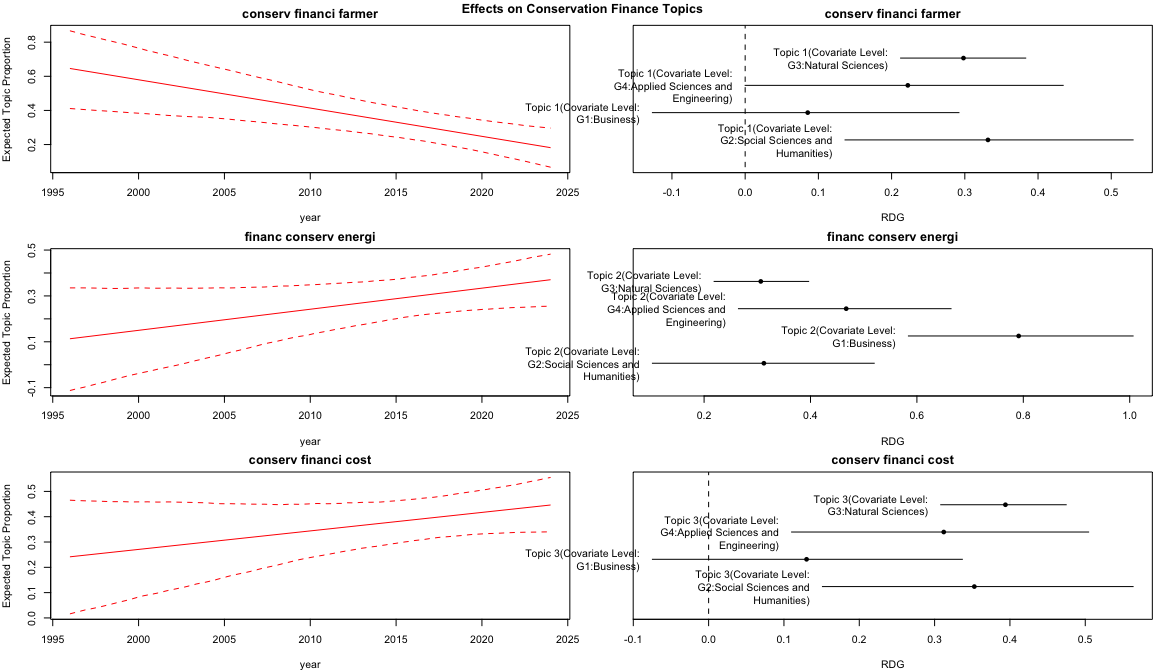 Effects on Conservation Finance Topics
conserv financi farmer
Expected Topic Proportion
0.8
0.6
0.4
0.2
1995 2000 2005 2010 2015 2020 2025
year
conserv financi farmer
Topic 1(Covariate Level:
G3:Natural Sciences)
Topic 1(Covariate Level:
G4:Applied Sciences and
Engineering)
Topic 1(Covariate Level:
G1:Business)
Topic 1(Covariate Level:
G2:Social Sciences and
Humanities)
-0.1 0.0 0.1 0.2 0.3 0.4 0.5
RDG
financ conserv energi
Expected Topic Proportion
0.5
0.3
0.1
-0.1
1995 2000 2005 2010 2015 2020 2025
year
financ conserv energi
Topic 2(Covariate Level:
G3:Natural Sciences)
Topic 2(Covariate Level:
G4:Applied Sciences and
Engineering)
Topic 2(Covariate Level:
G1:Business)
Topic 2(Covariate Level:
G2:Social Sciences and
Humanities)
0.2 0.4 0.6 0.8 1.0
RDG
conserv financi cost
Expected Topic Proportion
0.5
0.4
0.3
0.2
0.1
0.0
1995 2000 2005 2010 2015 2020 2025
year
conserv financi cost
Topic 3(Covariate Level:
G3:Natural Sciences)
Topic 3(Covariate Level:
G4:Applied Sciences and
Engineering)
Topic 3(Covariate Level:
G1:Business)
Topic 3(Covariate Level:
G2:Social Sciences and
Humanities)
-0.1 0.0 0.1 0.2 0.3 0.4 0.5
RDG